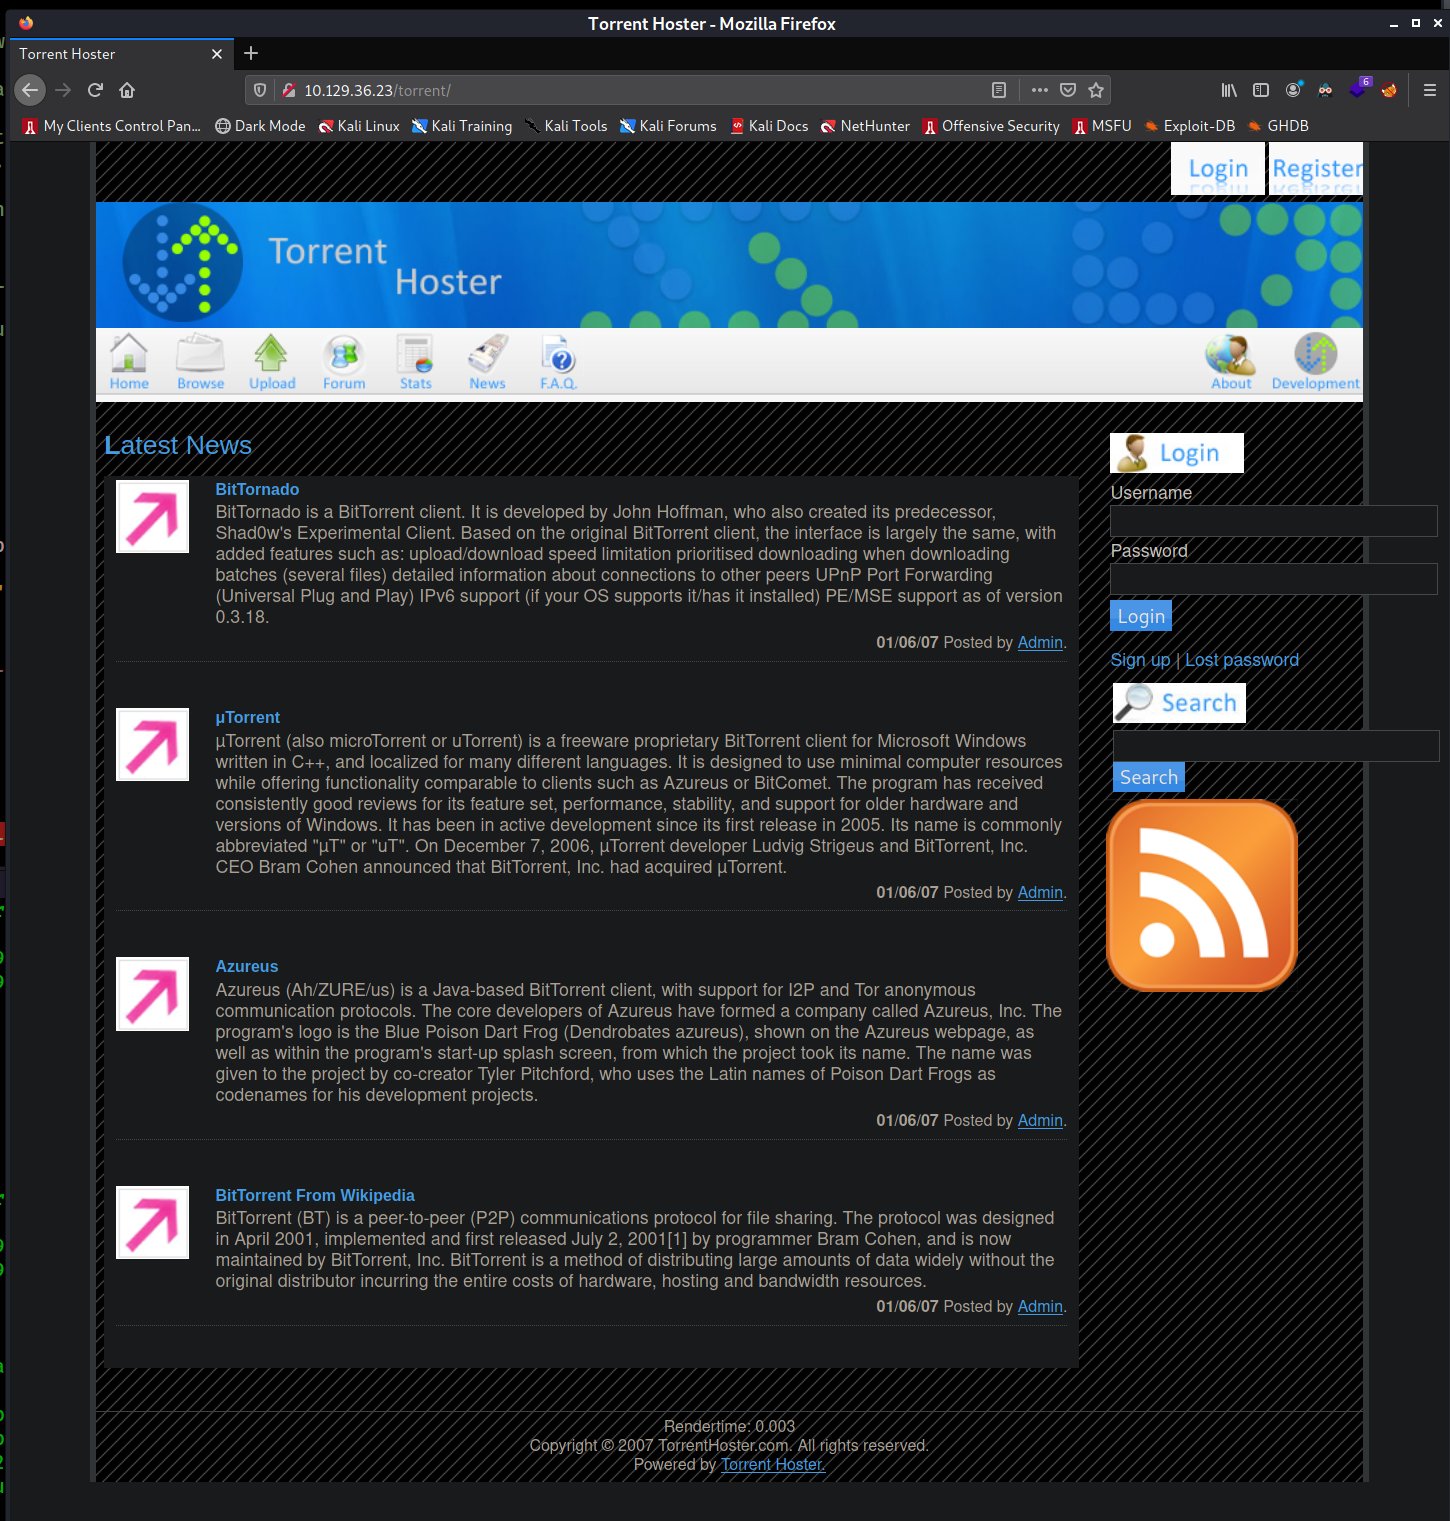 Torrent Hoster - Mozilla Firefox
Torrent Hoster
10.129.36.23/torrent/
6
My Clients Control Pan... Dark Mode Kali Linux Kali Training Kali Tools Kali Forums Kali Docs NetHunter Offensive Security MSFU Exploit-DB GHDB
Login Register
Torrent
Hoster
Home Browse Upload Forum Stats News F.A.Q. About Development
Latest News
BitTornado
BitTornado is a BitTorrent client. It is developed by John Hoffman, who also created its predecessor,
Shad0w's Experimental Client. Based on the original BitTorrent client, the interface is largely the same, with
added features such as: upload/download speed limitation prioritised downloading when downloading
batches (several files) detailed information about connections to other peers UPnP Port Forwarding
(Universal Plug and Play) IPv6 support (if your OS supports it/has it installed) PE/MSE support as of version
0.3.18.
01/06/07 Posted by Admin.
µTorrent
µTorrent (also microTorrent or uTorrent) is a freeware proprietary BitTorrent client for Microsoft Windows
written in C++, and localized for many different languages. It is designed to use minimal computer resources
while offering functionality comparable to clients such as Azureus or BitComet. The program has received
consistently good reviews for its feature set, performance, stability, and support for older hardware and
versions of Windows. It has been in active development since its first release in 2005. Its name is commonly
abbreviated "µT" or "uT". On December 7, 2006, µTorrent developer Ludvig Strigeus and BitTorrent, Inc.
CEO Bram Cohen announced that BitTorrent, Inc. had acquired µTorrent.
01/06/07 Posted by Admin.
Azureus
Azureus (Ah/ZURE/us) is a Java-based BitTorrent client, with support for I2P and Tor anonymous
communication protocols. The core developers of Azureus have formed a company called Azureus, Inc. The
program's logo is the Blue Poison Dart Frog (Dendrobates azureus), shown on the Azureus webpage, as
well as within the program's start-up splash screen, from which the project took its name. The name was
given to the project by co-creator Tyler Pitchford, who uses the Latin names of Poison Dart Frogs as
codenames for his development projects.
01/06/07 Posted by Admin.
BitTorrent From Wikipedia
BitTorrent (BT) is a peer-to-peer (P2P) communications protocol for file sharing. The protocol was designed
in April 2001, implemented and first released July 2, 2001[1] by programmer Bram Cohen, and is now
maintained by BitTorrent, Inc. BitTorrent is a method of distributing large amounts of data widely without the
original distributor incurring the entire costs of hardware, hosting and bandwidth resources.
01/06/07 Posted by Admin.
Login
Username
Password
Login
Sign up | Lost password
Search
Search
Rendertime: 0.003
Copyright © 2007 TorrentHoster.com. All rights reserved.
Powered by Torrent Hoster.